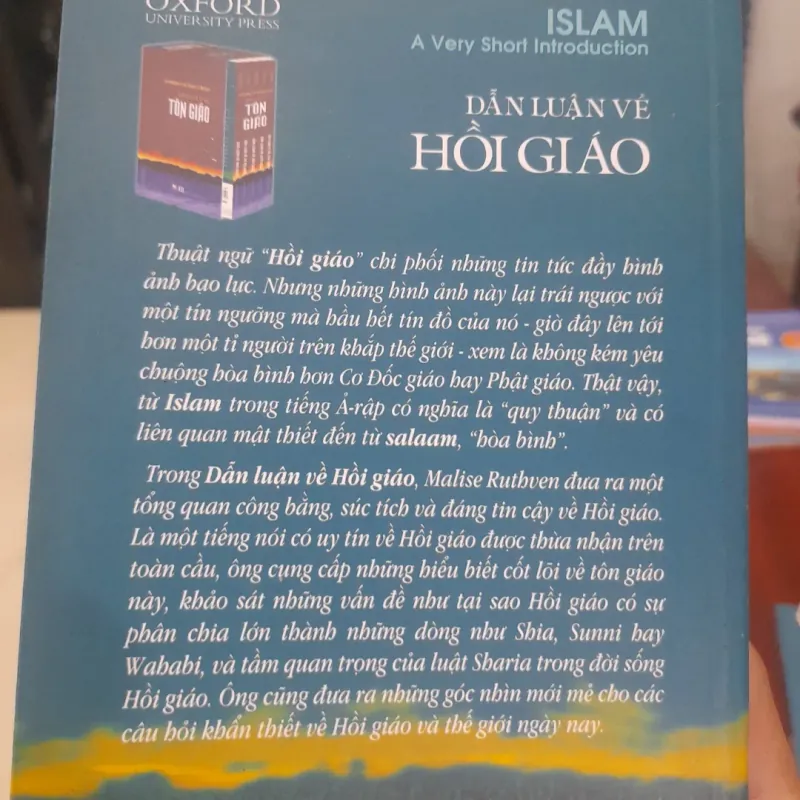 OXFORD
UNIVERSITY PRESS
ISLAM
A Very Short Introduction
TÔN GIÁO
TÔN
GIÁO
DẪN LUẬN VỀ
HỒI GIÁO
Thuật ngữ “Hồi giáo” chi phối những tin tức đầy hình
ảnh bạo lực. Nhưng những hình ảnh này lại trái ngược với
một tín ngưỡng mà hầu hết tín đồ của nó - giờ đây lên tới
hơn một tỉ người trên khắp thế giới - xem là không kém yêu
chuộng hòa bình hơn Cơ Đốc giáo hay Phật giáo. Thật vậy,
từ Islam trong tiếng Ả-rập có nghĩa là “quy thuận” và có
liên quan mật thiết đến từ salaam, “hòa bình”.
Trong Dẫn luận về Hồi giáo, Malise Ruthven đưa ra một
tổng quan công bằng, súc tích và đáng tin cậy về Hồi giáo.
Là một tiếng nói có uy tín về Hồi giáo được thừa nhận trên
toàn cầu, ông cung cấp những hiểu biết cốt lõi về tôn giáo
này, khảo sát những vấn đề như tại sao Hồi giáo có sự
phân chia lớn thành những dòng như Shia, Sunni hay
Wahabi, và tầm quan trọng của luật Sharia trong đời sống
Hồi giáo. Ông cũng đưa ra những góc nhìn mới mẻ cho các
câu hỏi khẩn thiết về Hồi giáo và thế giới ngày nay.